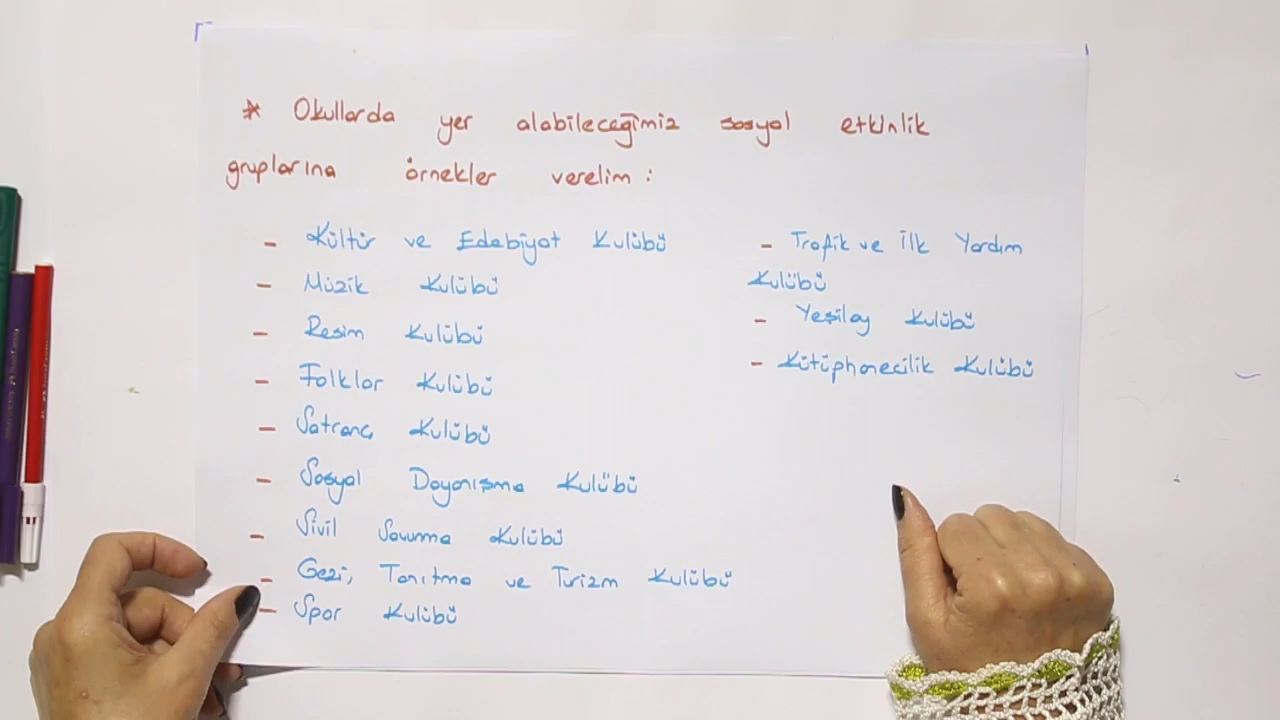 * Okullarda yer alabileceğimiz sosyal etkinlik
gruplarına örnekler verelim :
- Kültür ve Edebiyat Kulübü
- Müzik Kulübü
- Resim Kulübü
- Folklor Kulübü
- Satranç Kulübü
- Sosyal Dayanışma Kulübü
- Sivil Savunma Kulübü
- Gezi, Tanıtma ve Turizm Kulübü
- Spor Kulübü
- Trafik ve İlk Yardım
Kulübü
- Yeşilay Kulübü
- Kütüphanecilik Kulübü